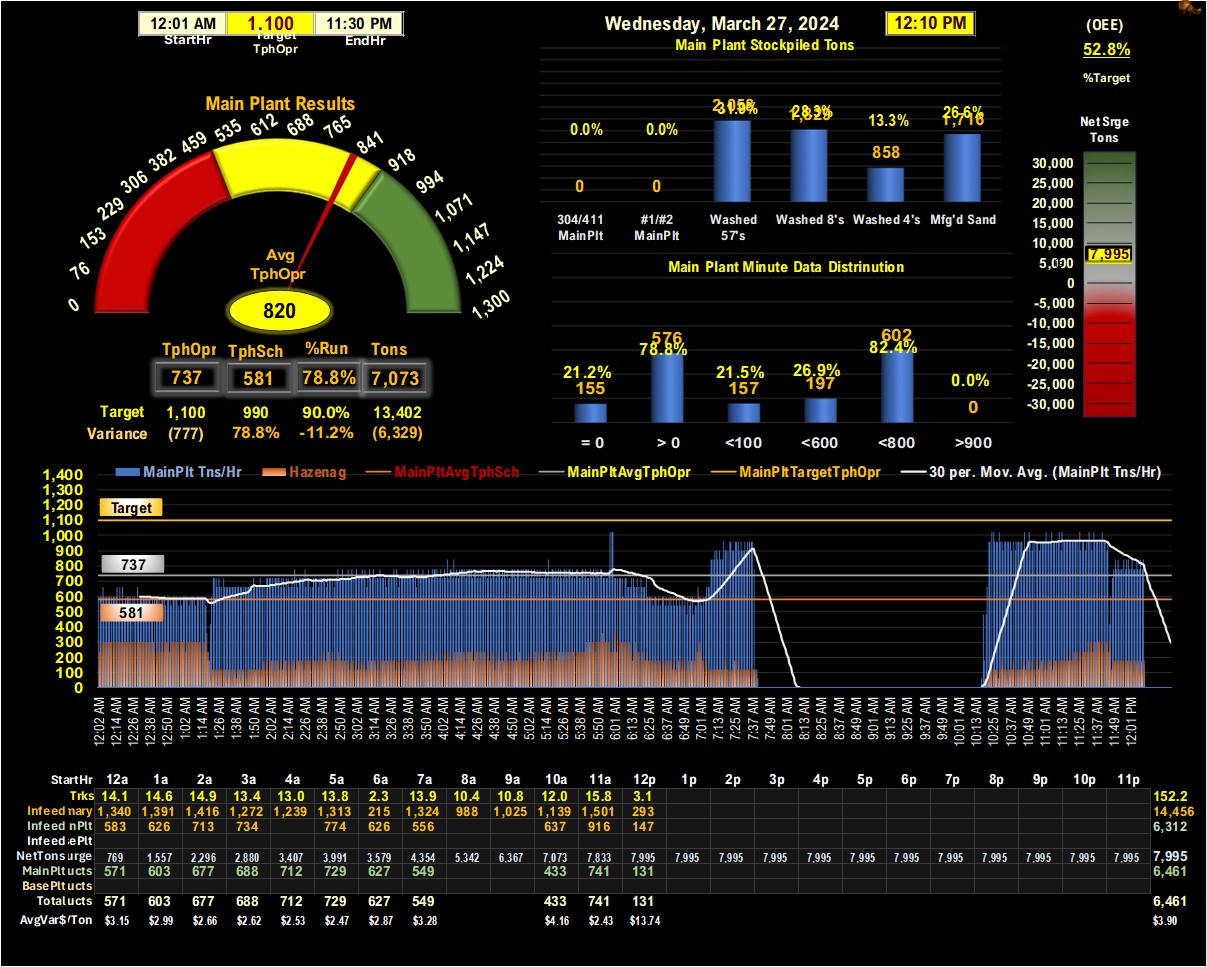 12:01 AM 1,100 11:30 PM
StartHr Target EndHr
TphOpr
Wednesday, March 27, 2024 12:10 PM
(OEE)
52.8%
%Target
Main Plant Stockpiled Tons
2,058 31.9% 28.3% 1,829 26.6% 1,716
0.0% 0.0% 13.3%
858
0 0
304/411 MainPlt
#1/#2 MainPlt
Washed 57's
Washed 8's
Washed 4's
Mfg'd Sand
Net Srge
Tons
30,000
25,000
20,000
15,000
10,000
7,995
5,000
0
-5,000
-10,000
-15,000
-20,000
-25,000
-30,000
Main Plant Results
0 76 153 229 306 382 459 535 612 688 765 841 918 994 1,071 1,147 1,224 1,300
Avg
TphOpr
820
TphOpr TphSch %Run Tons
737 581 78.8% 7,073
Target 1,100 990 90.0% 13,402
Variance (777) 78.8% -11.2% (6,329)
Main Plant Minute Data Distrinution
576 602
78.8% 82.4%
21.2% 21.5% 26.9% 0.0%
155 157 197 0
= 0 > 0 <100 <600 <800 >900
MainPlt Tns/Hr Hazenag MainPltAvgTphSch MainPltAvgTphOpr MainPltTargetTphOpr 30 per. Mov. Avg. (MainPlt Tns/Hr)
1,400
1,300
1,200
1,100
1,000
900
800
700
600
500
400
300
200
100
0
Target
737
581
12:02 AM 12:14 AM 12:26 AM 12:38 AM 12:50 AM 1:02 AM 1:14 AM 1:26 AM 1:38 AM 1:50 AM 2:02 AM 2:14 AM 2:26 AM 2:38 AM 2:50 AM 3:02 AM 3:14 AM 3:26 AM 3:38 AM 3:50 AM 4:02 AM 4:14 AM 4:26 AM 4:38 AM 4:50 AM 5:02 AM 5:14 AM 5:26 AM 5:38 AM 5:50 AM 6:01 AM 6:13 AM 6:25 AM 6:37 AM 6:49 AM 7:01 AM 7:13 AM 7:25 AM 7:37 AM 7:49 AM 8:01 AM 8:13 AM 8:25 AM 8:37 AM 8:49 AM 9:01 AM 9:13 AM 9:25 AM 9:37 AM 9:49 AM 10:01 AM 10:13 AM 10:25 AM 10:37 AM 10:49 AM 11:01 AM 11:13 AM 11:25 AM 11:37 AM 11:49 AM 12:01 PM
StartHr 12a 1a 2a 3a 4a 5a 6a 7a 8a 9a 10a 11a 12p 1p 2p 3p 4p 5p 6p 7p 8p 9p 10p 11p
Trks 14.1 14.6 14.9 13.4 13.0 13.8 2.3 13.9 10.4 10.8 12.0 15.8 3.1 152.2
Infeed nary 1,340 1,391 1,416 1,272 1,239 1,313 215 1,324 988 1,025 1,139 1,501 293 14,456
Infeed nPlt 583 626 713 734 774 626 556 637 916 147 6,312
Infeed ePlt
NetTons urge 769 1,557 2,296 2,880 3,407 3,991 3,579 4,354 5,342 6,367 7,073 7,833 7,995 7,995 7,995 7,995 7,995 7,995 7,995 7,995 7,995 7,995 7,995 7,995 7,995
MainPlt ucts 571 603 677 688 712 729 627 549 433 741 131 6,461
BasePlt ucts
Total ucts 571 603 677 688 712 729 627 549 433 741 131 6,461
AvgVar$/Ton $3.15 $2.99 $2.66 $2.62 $2.53 $2.47 $2.87 $3.28 $4.16 $2.43 $13.74 $3.90